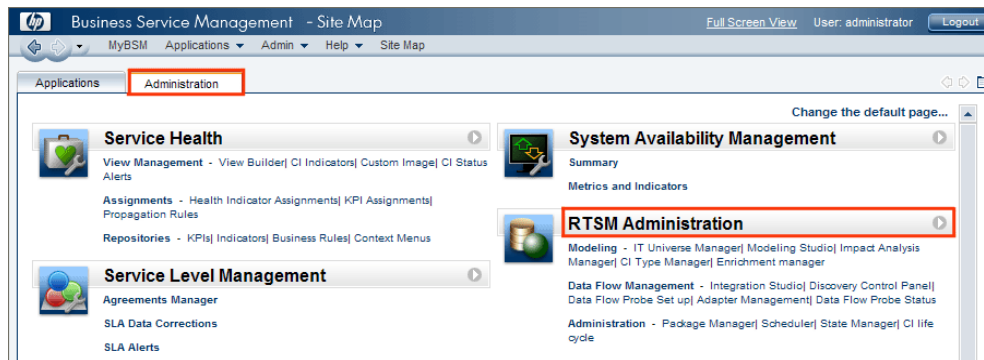 hp Business Service Management - Site Map
Full Screen View User: administrator Logout
MyBSM Applications Admin Help Site Map
Applications Administration
Change the default page...
Service Health
View Management - View Builder| CI Indicators| Custom Image| CI Status
Alerts
Assignments - Health Indicator Assignments| KPI Assignments|
Propagation Rules
Repositories - KPIs| Indicators| Business Rules| Context Menus
Service Level Management
Agreements Manager
SLA Data Corrections
SLA Alerts
System Availability Management
Summary
Metrics and Indicators
RTSM Administration
Modeling - IT Universe Manager| Modeling Studio| Impact Analysis
Manager| CI Type Manager| Enrichment manager
Data Flow Management - Integration Studio| Discovery Control Panel|
Data Flow Probe Set up| Adapter Management| Data Flow Probe Status
Administration - Package Manager| Scheduler| State Manager| CI life
cycle